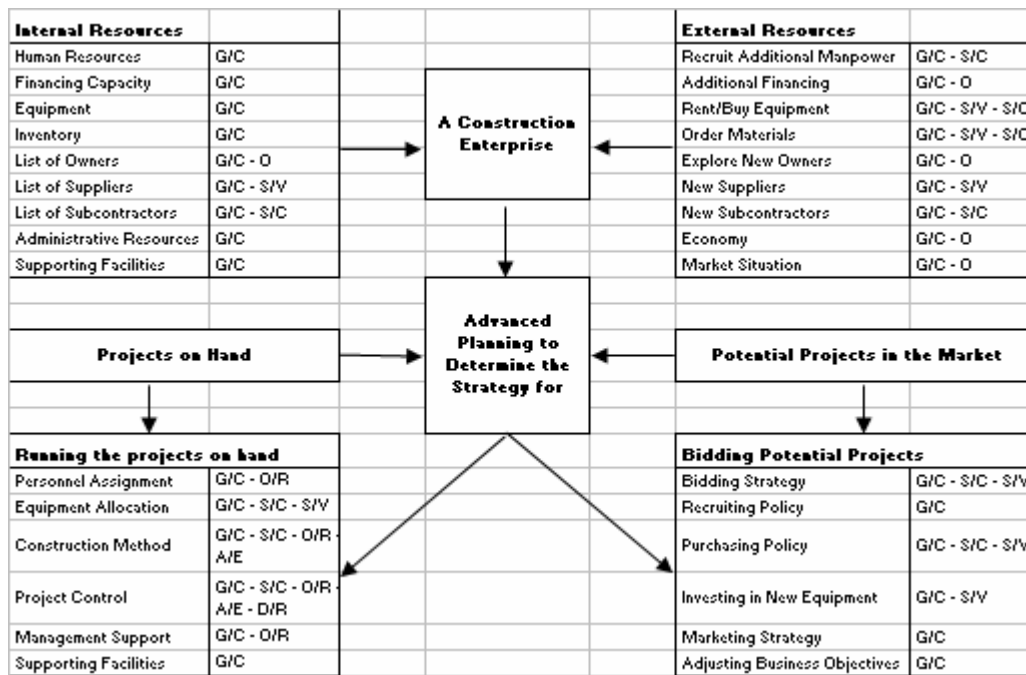 Internal Resources
Human Resources G/C
Financing Capacity G/C
Equipment G/C
Inventory G/C
List of Owners G/C - O
List of Suppliers G/C - S/V
List of Subcontractors G/C - S/C
Administrative Resources G/C
Supporting Facilities G/C
A Construction
Enterprise
External Resources
Recruit Additional Manpower G/C - S/C
Additional Financing G/C - O
Rent/Buy Equipment G/C - S/V - S/C
Order Materials G/C - S/V - S/C
Explore New Owners G/C - O
New Suppliers G/C - S/V
New Subcontractors G/C - S/C
Economy G/C - O
Market Situation G/C - O
Projects on Hand
Advanced
Planning to
Determine the
Strategy for
Potential Projects in the Market
Running the projects on hand
Personnel Assignment G/C - O/R
Equipment Allocation G/C - S/C - S/V
Construction Method G/C - S/C - O/R -
A/E
Project Control G/C - S/C - O/R -
A/E - D/R
Management Support G/C - O/R
Supporting Facilities G/C
Bidding Potential Projects
Bidding Strategy G/C - S/C - S/V
Recruiting Policy G/C
Purchasing Policy G/C - S/C - S/V
Investing in New Equipment G/C - S/V
Marketing Strategy G/C
Adjusting Business Objectives G/C